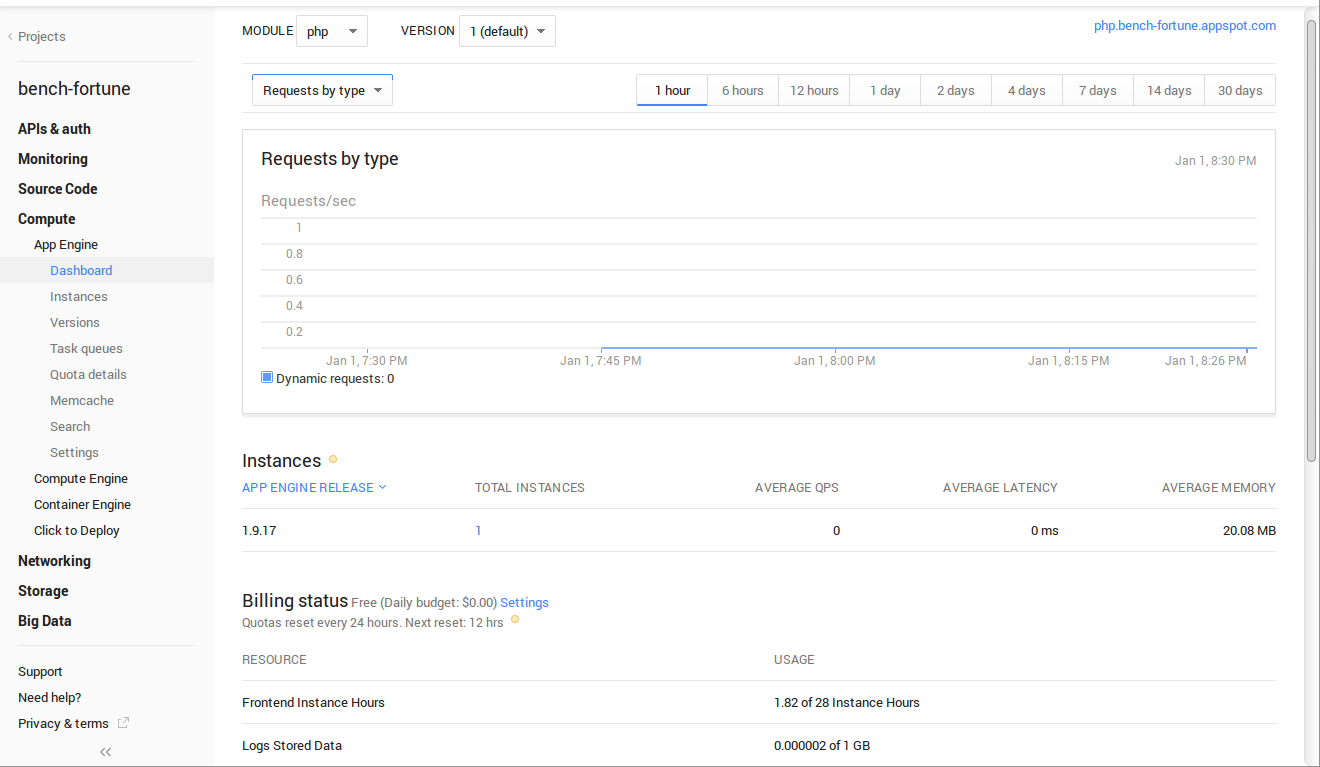 Projects
bench-fortune
APIs & auth
Monitoring
Source Code
Compute
App Engine
Dashboard
Instances
Versions
Task queues
Quota details
Memcache
Search
Settings
Compute Engine
Container Engine
Click to Deploy
Networking
Storage
Big Data
Support
Need help?
Privacy & terms
MODULE php VERSION 1 (default) php.bench-fortune.appspot.com
Requests by type 1 hour 6 hours 12 hours 1 day 2 days 4 days 7 days 14 days 30 days
Requests by type Jan 1, 8:30 PM
Requests/sec
1
0.8
0.6
0.4
0.2
Jan 1, 7:30 PM Jan 1, 7:45 PM Jan 1, 8:00 PM Jan 1, 8:15 PM Jan 1, 8:26 PM
Dynamic requests: 0
Instances
APP ENGINE RELEASE TOTAL INSTANCES AVERAGE QPS AVERAGE LATENCY AVERAGE MEMORY
1.9.17 1 0 0 ms 20.08 MB
Billing status Free (Daily budget: $0.00) Settings
Quotas reset every 24 hours. Next reset: 12 hrs
RESOURCE USAGE
Frontend Instance Hours 1.82 of 28 Instance Hours
Logs Stored Data 0.000002 of 1 GB